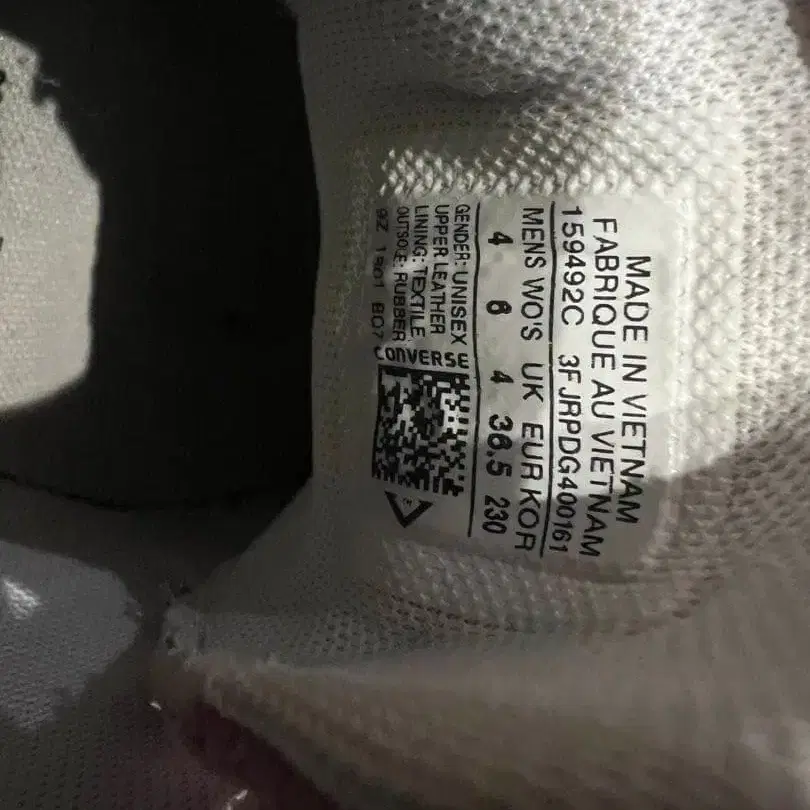 MADE IN VIETNAM
FABRIQUE AU VIETNAM
159492C 3FJRPDG400161
MENS WO'S UK EUR KOR
4 6 4 36.5 230
GENDER: UNISEX
UPPER LEATHER
LINING: TEXTILE
OUTSOLE: RUBBER
CONVERSE